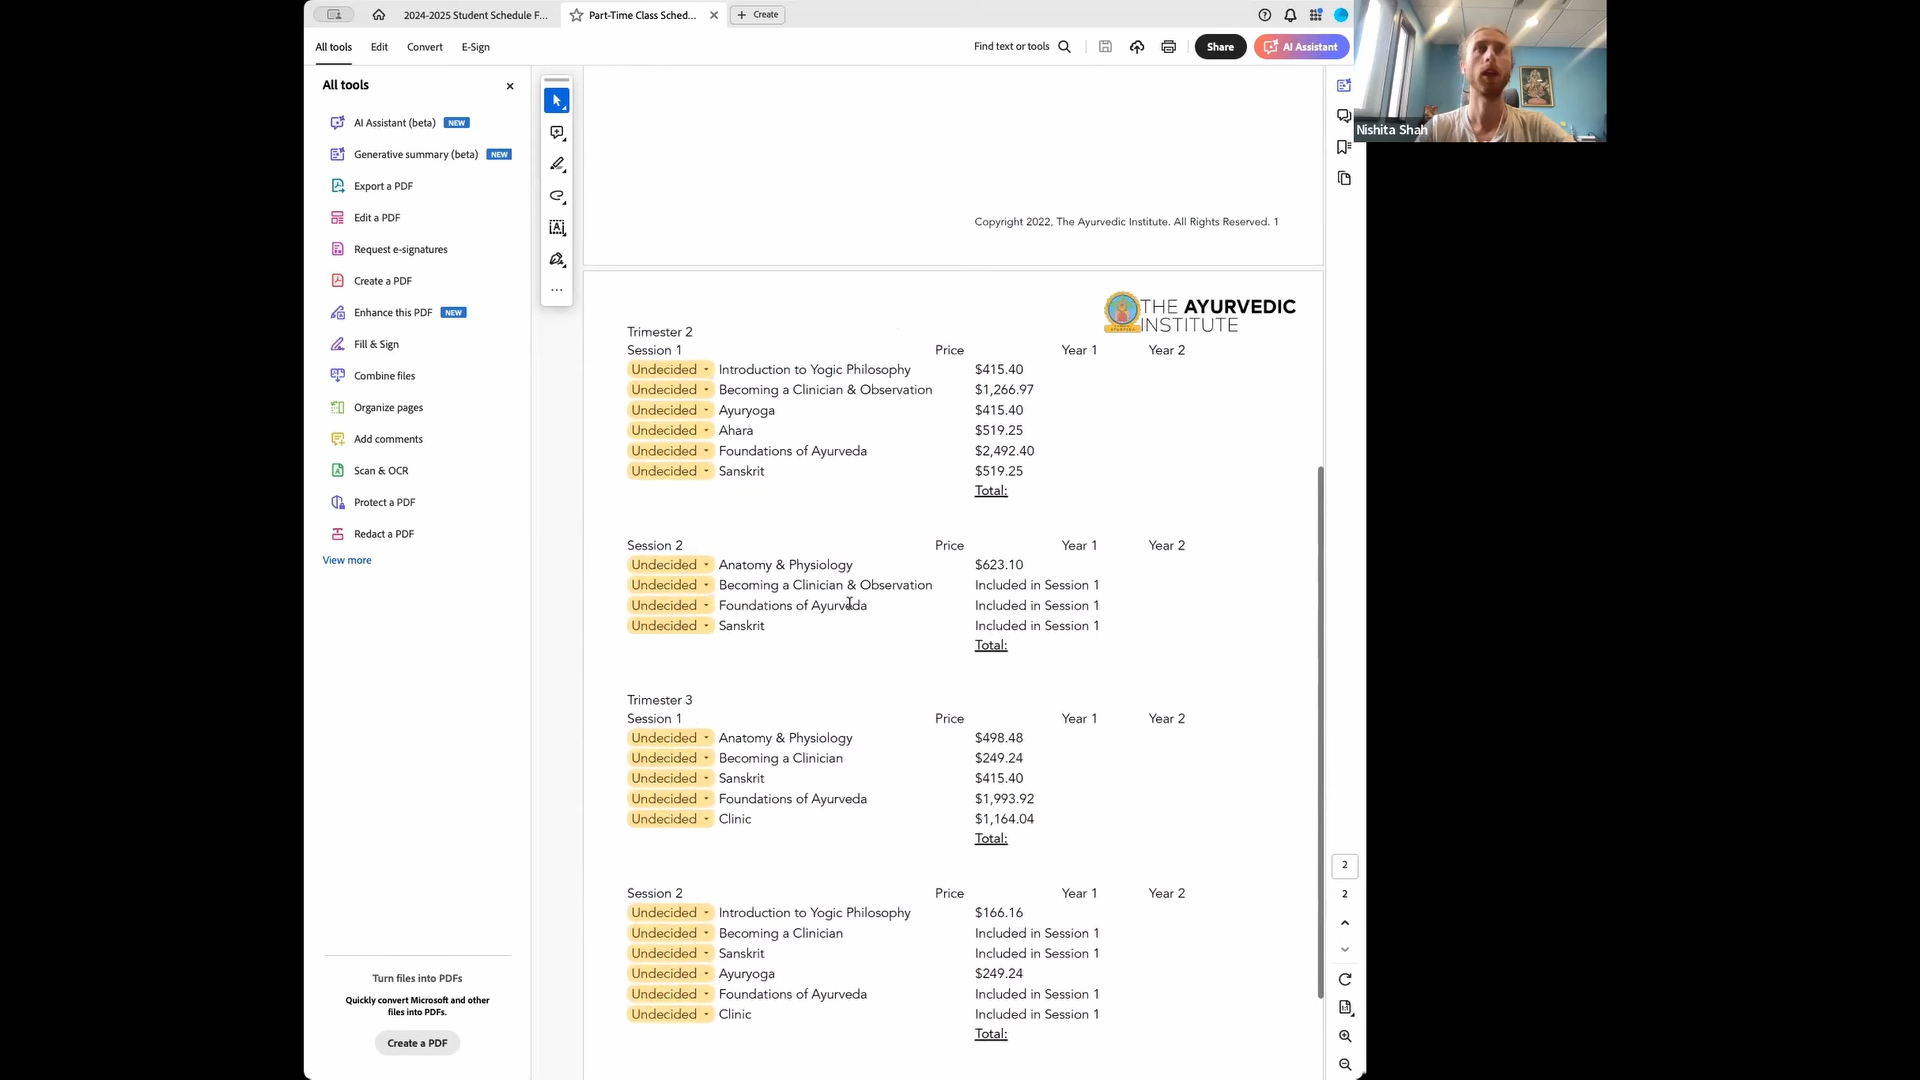 2024-2025 Student Schedule F...
Part-Time Class Sched...
Create
All tools
Edit
Convert
E-Sign
Find text or tools
Share
AI Assistant
Nishita Shah
All tools
AI Assistant (beta) NEW
Generative summary (beta) NEW
Export a PDF
Edit a PDF
Request e-signatures
Create a PDF
Enhance this PDF NEW
Fill & Sign
Combine files
Organize pages
Add comments
Scan & OCR
Protect a PDF
Redact a PDF
View more
Turn files into PDFs
Quickly convert Microsoft and other
files into PDFs.
Create a PDF
Copyright 2022, The Ayurvedic Institute. All Rights Reserved. 1
THE AYURVEDIC
INSTITUTE
Trimester 2
Session 1 Price Year 1 Year 2
Undecided Introduction to Yogic Philosophy $415.40
Undecided Becoming a Clinician & Observation $1,266.97
Undecided Ayuryoga $415.40
Undecided Ahara $519.25
Undecided Foundations of Ayurveda $2,492.40
Undecided Sanskrit $519.25
Total:
Session 2 Price Year 1 Year 2
Undecided Anatomy & Physiology $623.10
Undecided Becoming a Clinician & Observation Included in Session 1
Undecided Foundations of Ayurveda Included in Session 1
Undecided Sanskrit Included in Session 1
Total:
Trimester 3
Session 1 Price Year 1 Year 2
Undecided Anatomy & Physiology $498.48
Undecided Becoming a Clinician $249.24
Undecided Sanskrit $415.40
Undecided Foundations of Ayurveda $1,993.92
Undecided Clinic $1,164.04
Total:
Session 2 Price Year 1 Year 2
Undecided Introduction to Yogic Philosophy $166.16
Undecided Becoming a Clinician Included in Session 1
Undecided Sanskrit Included in Session 1
Undecided Ayuryoga $249.24
Undecided Foundations of Ayurveda Included in Session 1
Undecided Clinic Included in Session 1
Total:
2
2